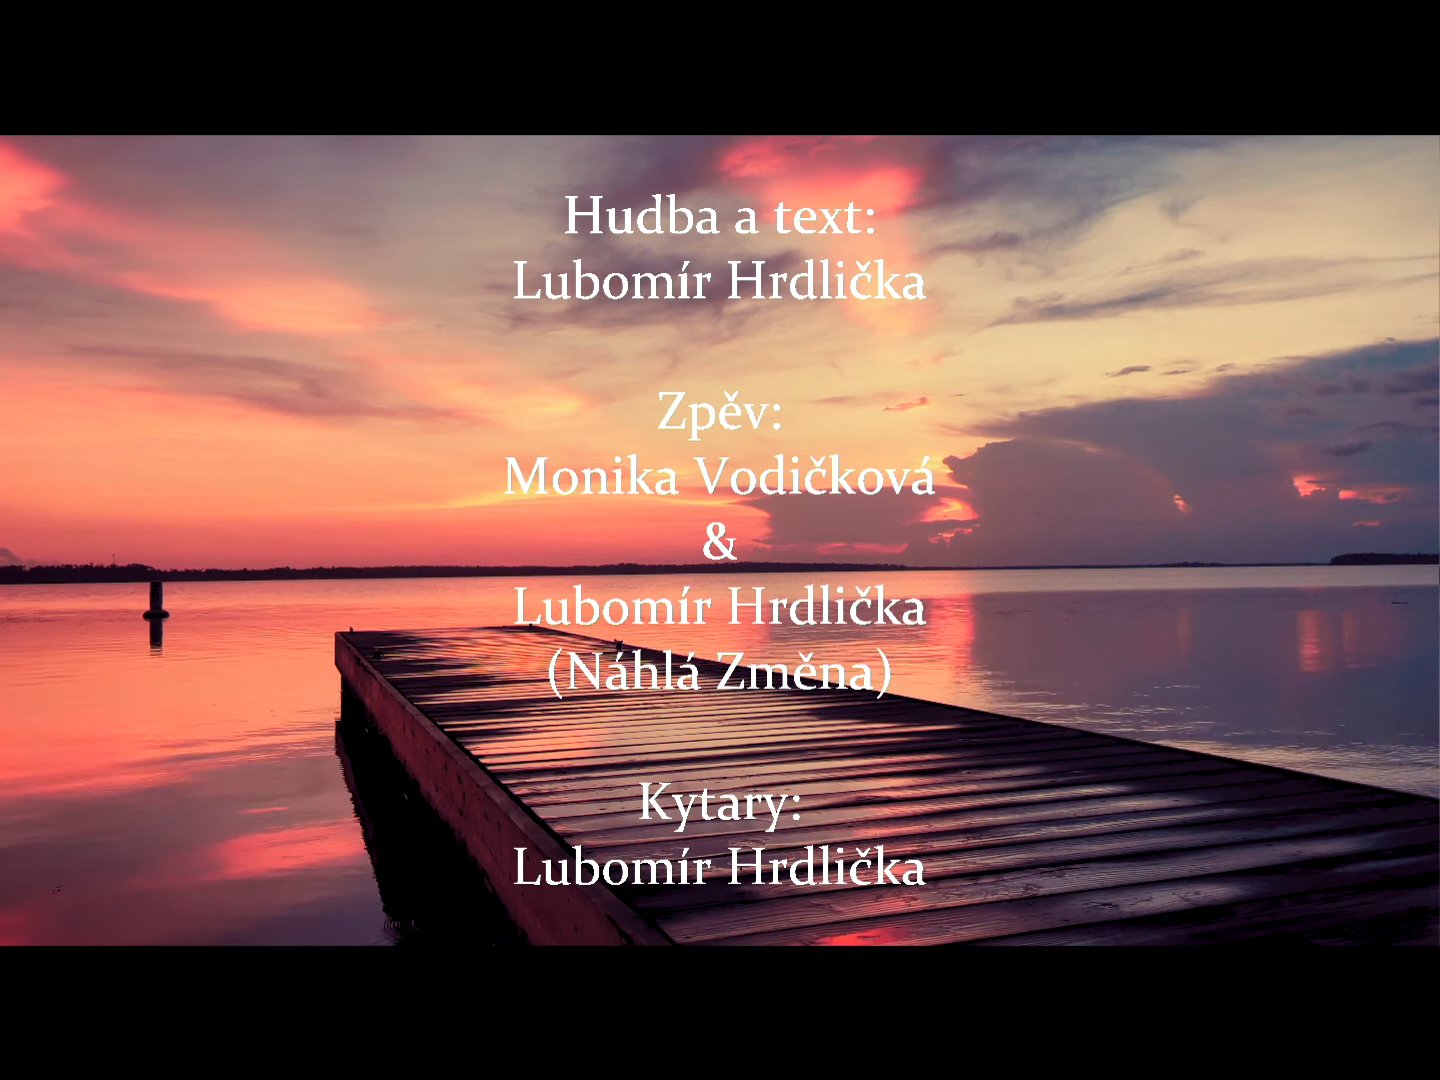 Hudba a text:
Lubomír Hrdlička
Zpěv:
Monika Vodičková
&
Lubomír Hrdlička
(Náhlá Změna)
Kytary:
Lubomír Hrdlička